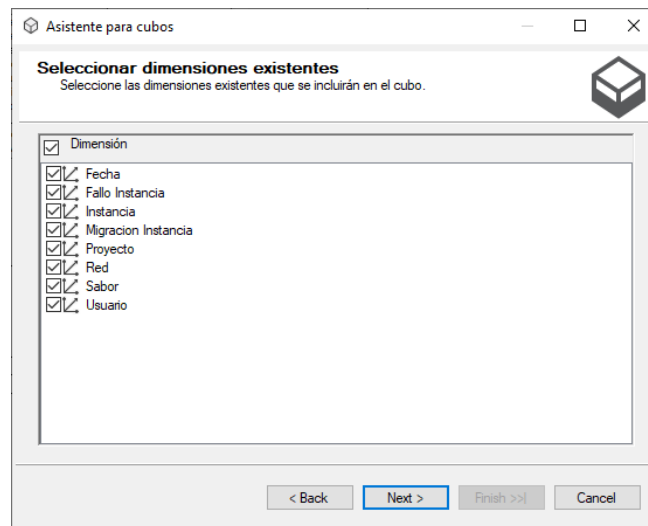 Asistente para cubos
Seleccionar dimensiones existentes
Seleccione las dimensiones existentes que se incluirán en el cubo.
Dimensión
Fecha
Fallo Instancia
Instancia
Migracion Instancia
Proyecto
Red
Sabor
Usuario
< Back
Next >
Finish >>|
Cancel